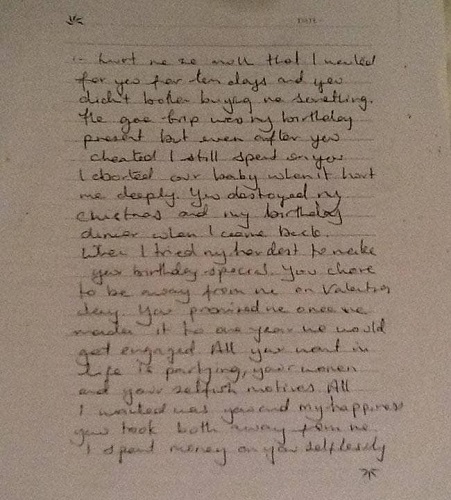 DATE
hurt me so much that I waited
for you for ten days and you
didn't bother buying me something.
The goa trip was my birthday
present but even after you
cheated I still spent on you
I aborted our baby when it hurt
me deeply. You destroyed my
Christmas and my birthday
dinner when I came back.
When I tried my hardest to make
your birthday special. You chose
to be away from me on Valentines
day. You promised me once we
make it to one year we would
get engaged All you want in
life is partying, your women
and your selfish motives. All
I wanted was you and my happiness
you took both away from me
I spent money on you selflessly